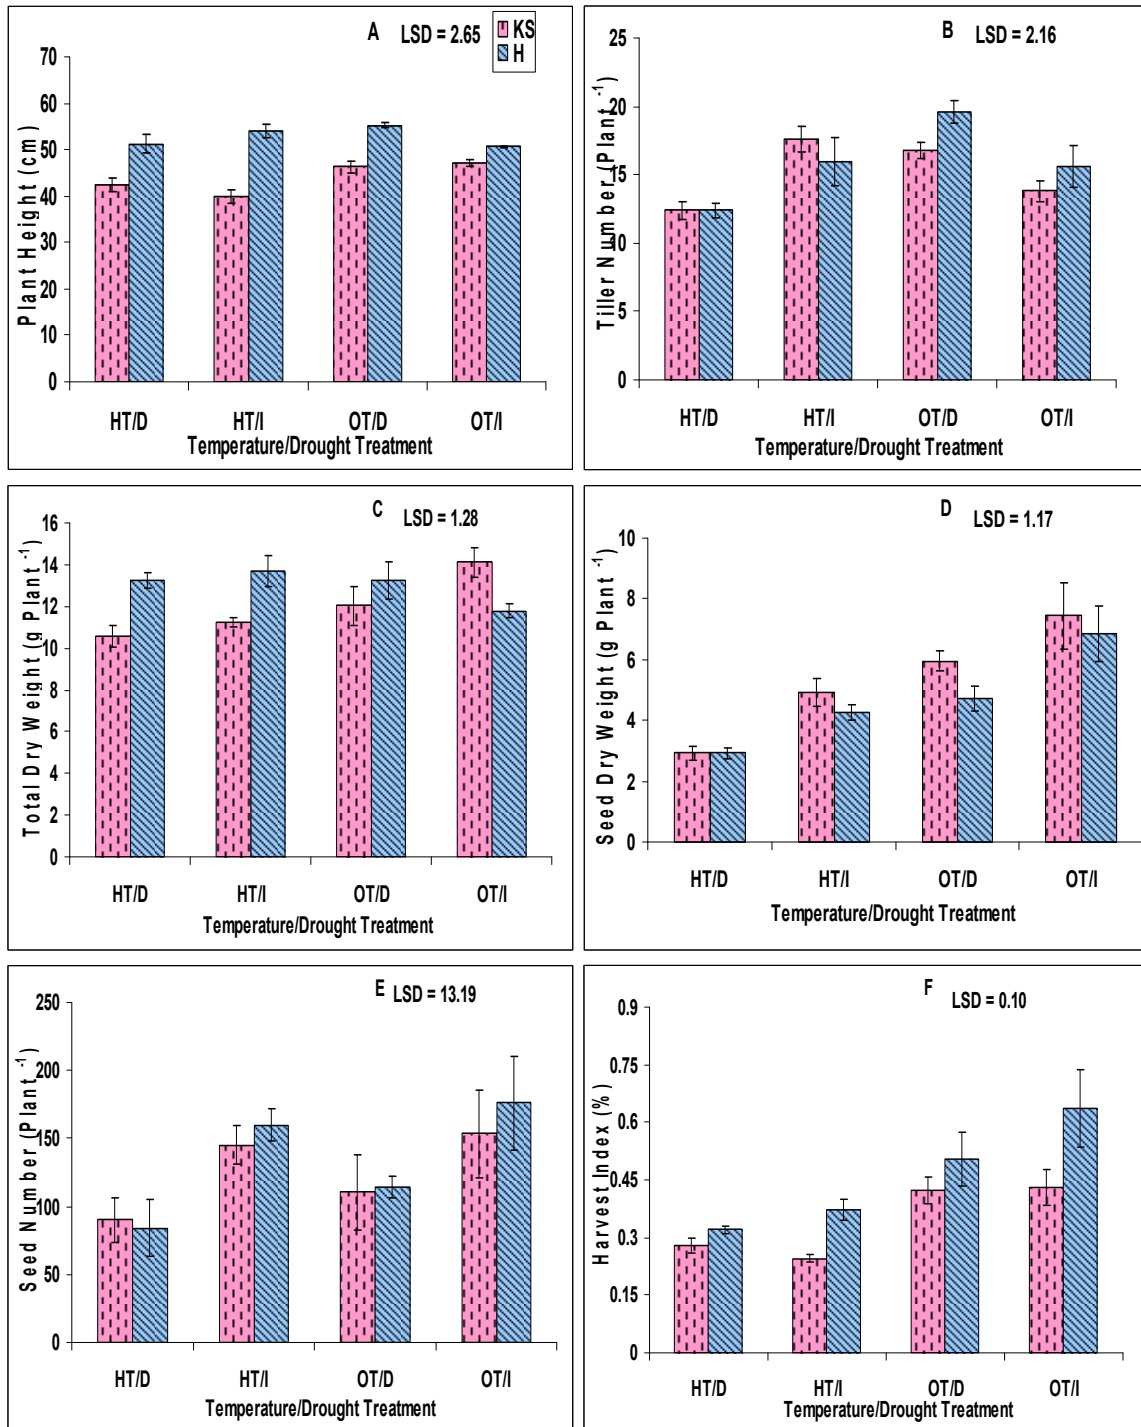 A LSD = 2.65
KS
H
Plant Height (cm)
70
60
50
40
30
20
10
0
HT/D HT/I OT/D OT/I
Temperature/Drought Treatment
B LSD = 2.16
Tiller Number (Plant -1)
25
20
15
10
5
0
HT/D HT/I OT/D OT/I
Temperature/Drought Treatment
C LSD = 1.28
Total Dry Weight (g Plant -1)
16
14
12
10
8
6
4
2
0
HT/D HT/I OT/D OT/I
Temperature/Drought Treatment
D LSD = 1.17
Seed Dry Weight (g Plant -1)
10
8
6
4
2
0
HT/D HT/I OT/D OT/I
Temperature/Drought Treatment
E LSD = 13.19
Seed Number (Plant -1)
250
200
150
100
50
0
HT/D HT/I OT/D OT/I
Temperature/Drought Treatment
F LSD = 0.10
Harvest Index (%)
0.9
0.75
0.6
0.45
0.3
0.15
0
HT/D HT/I OT/D OT/I
Temperature/Drought Treatment